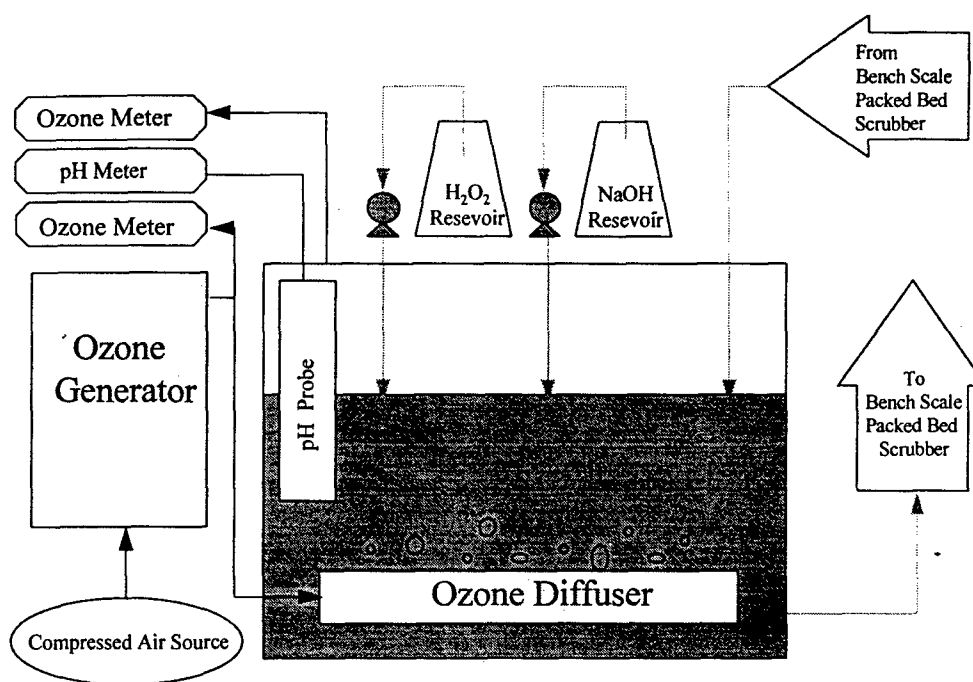 From
Bench Scale
Packed Bed
Scrubber
Ozone Meter
pH Meter
Ozone Meter
H₂O₂
Resevoir
NaOH
Resevoir
Ozone
Generator
pH Probe
To
Bench Scale
Packed Bed
Scrubber
Ozone Diffuser
Compressed Air Source